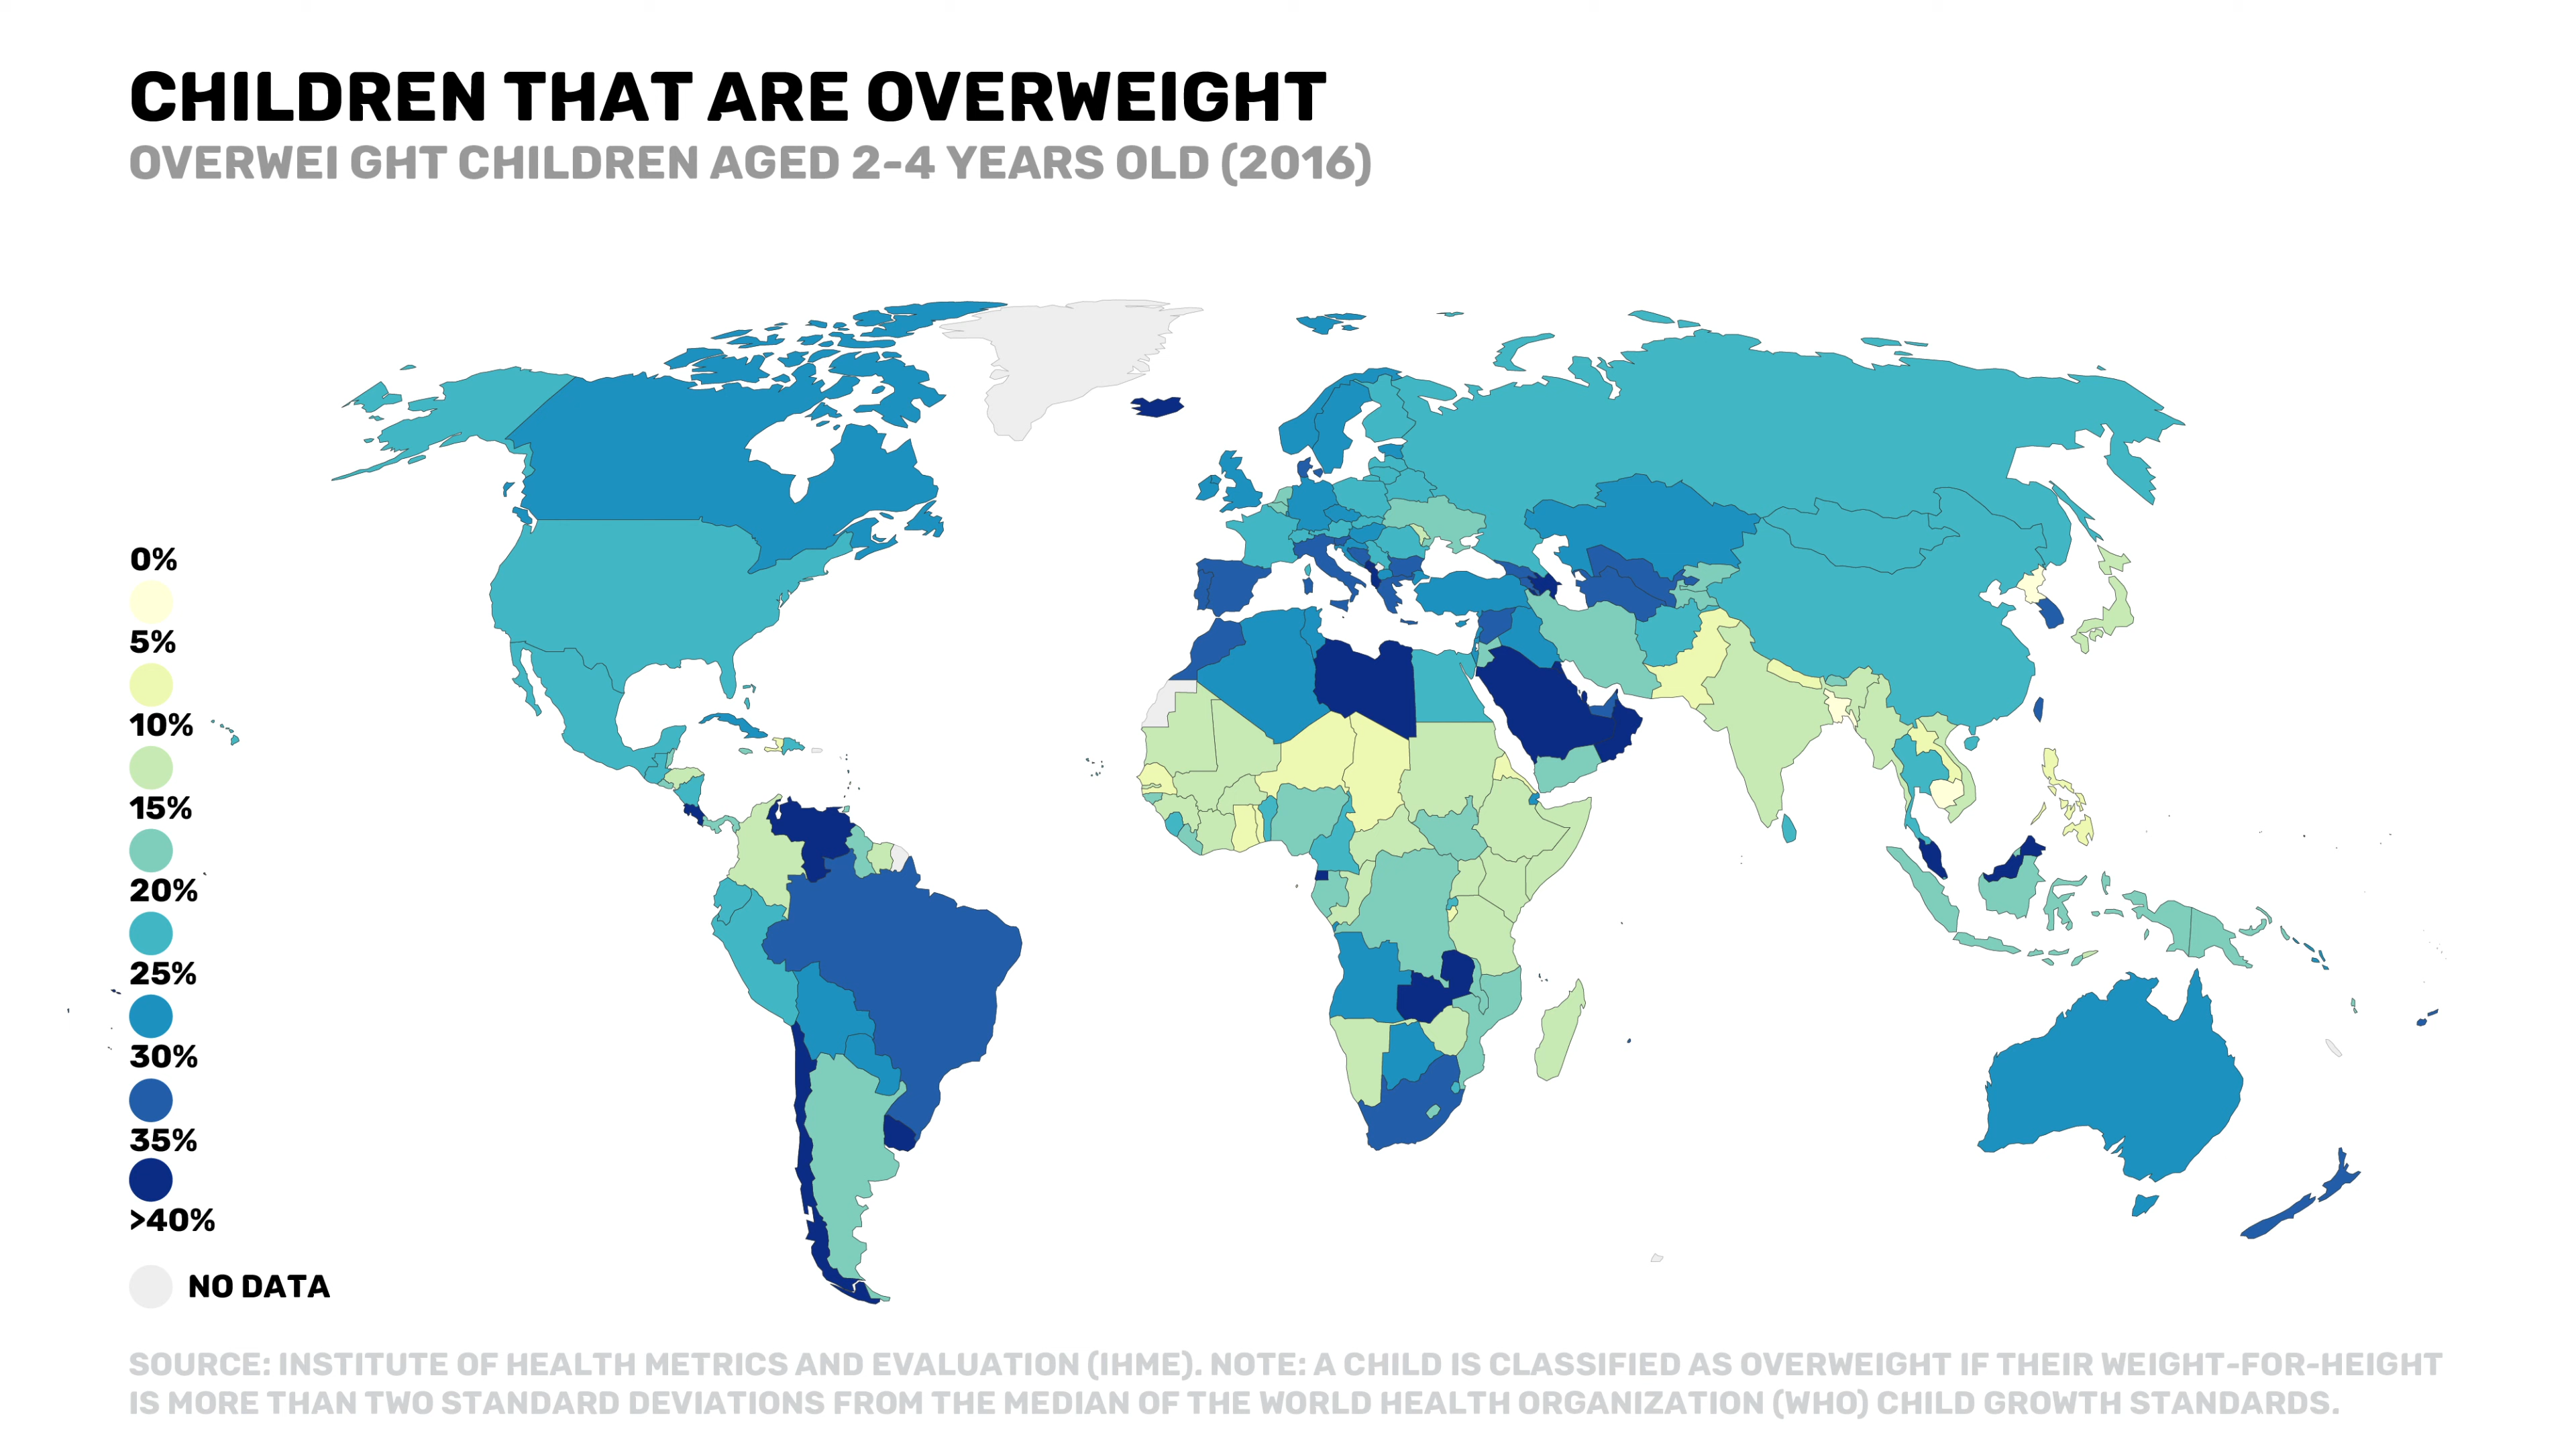 CHILDREN THAT ARE OVERWEIGHT
OVERWEI GHT CHILDREN AGED 2-4 YEARS OLD (2016)
0%
5%
10%
15%
20%
25%
30%
35%
>40%
NO DATA
SOURCE: INSTITUTE OF HEALTH METRICS AND EVALUATION (IHME). NOTE: A CHILD IS CLASSIFIED AS OVERWEIGHT IF THEIR WEIGHT-FOR-HEIGHT
IS MORE THAN TWO STANDARD DEVIATIONS FROM THE MEDIAN OF THE WORLD HEALTH ORGANIZATION (WHO) CHILD GROWTH STANDARDS.